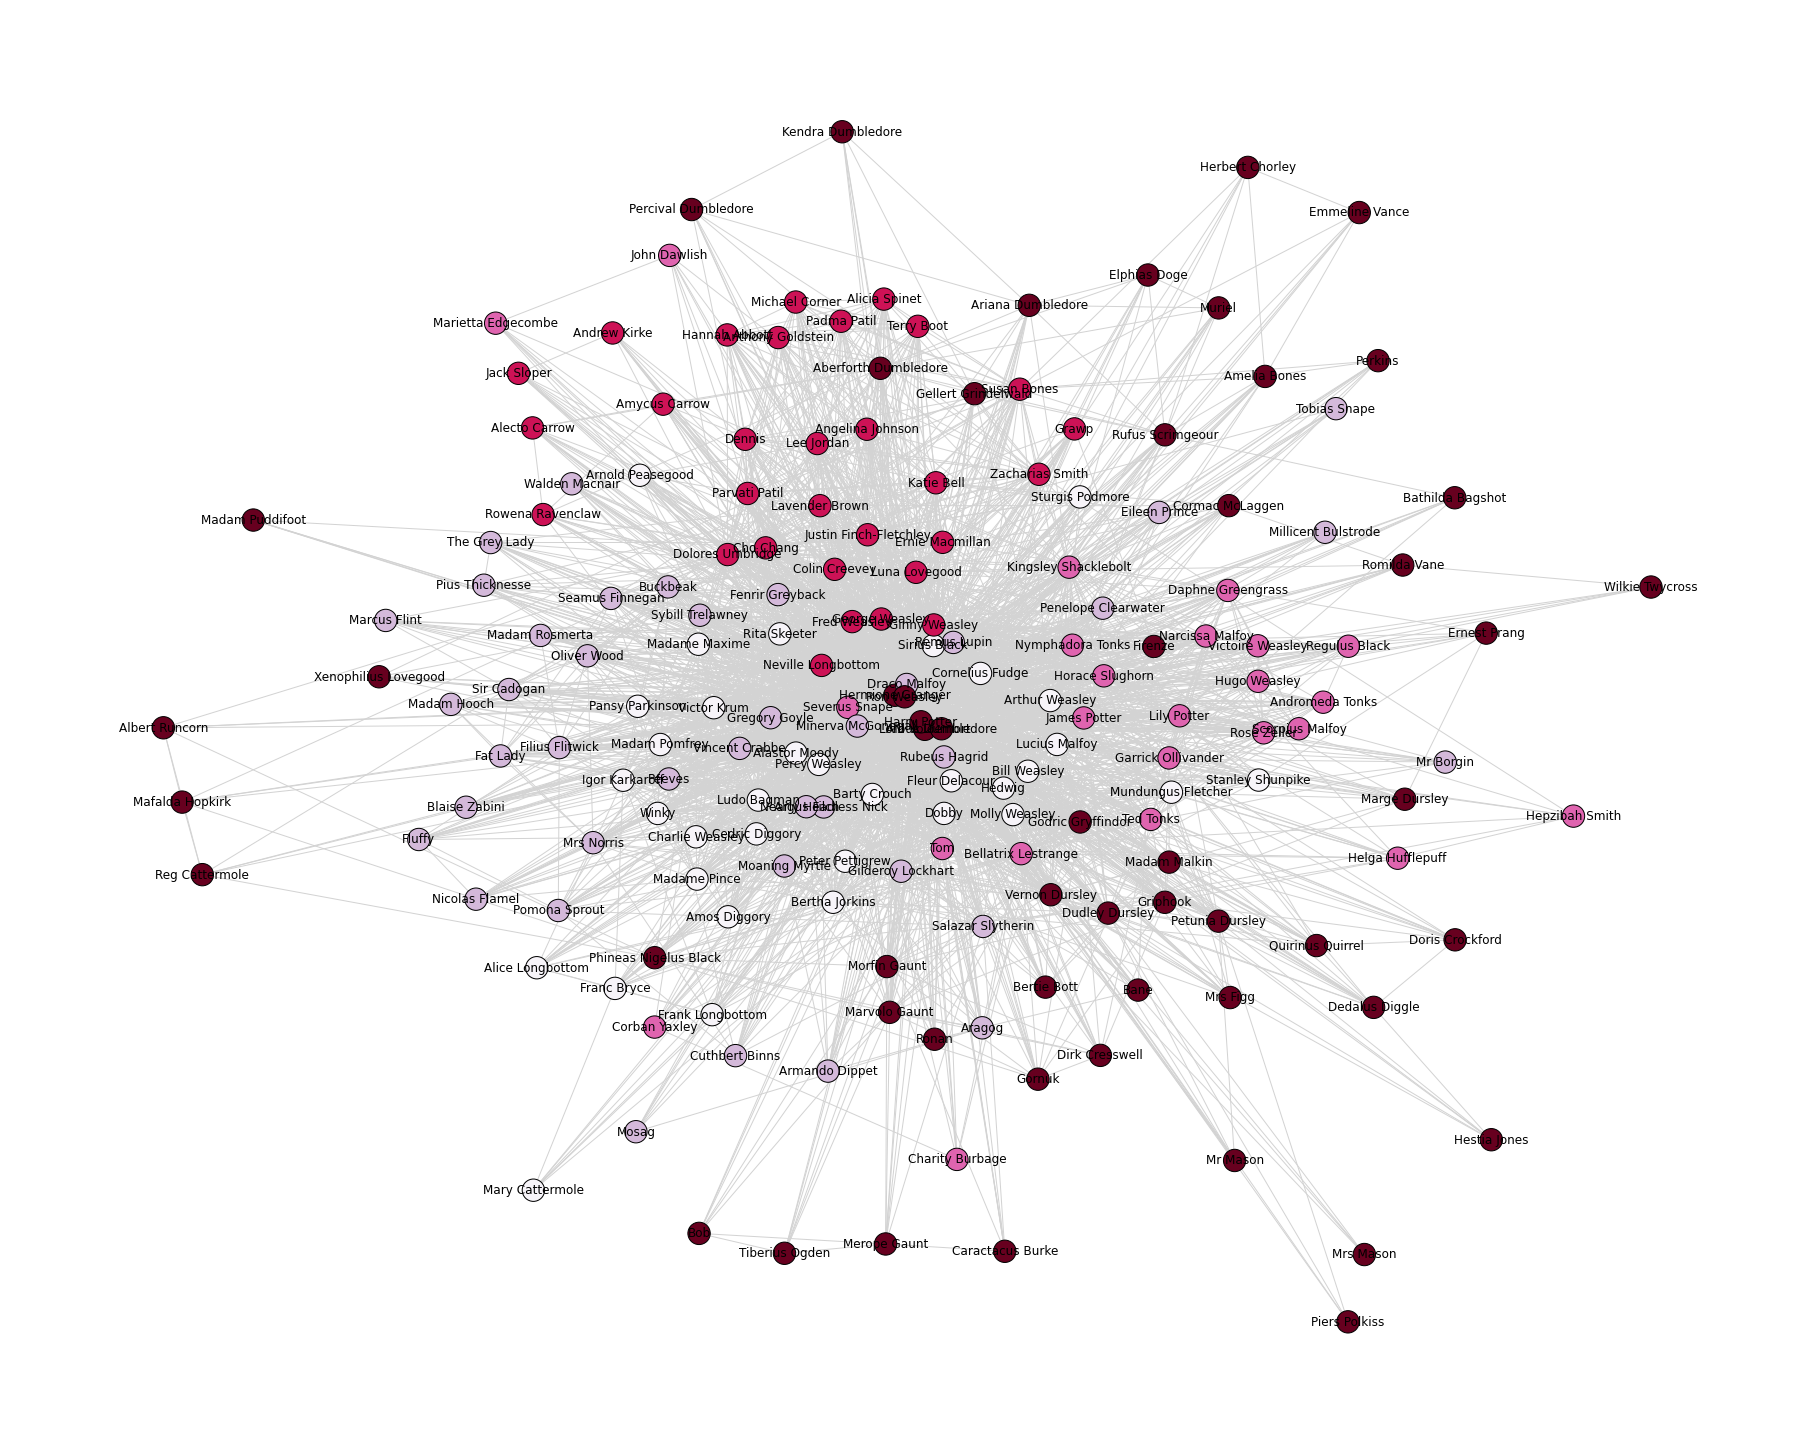 Kendra Dumbledore
Herbert Chorley
Percival Dumbledore
Emmeline Vance
John Dawlish
Elphias Doge
Michael Corner
Alicia Spinet
Ariana Dumbledore
Muriel
Marietta Edgecombe
Padma Patil
Terry Boot
Andrew Kirke
Hannah Abbott
Anthony Goldstein
Perkins
Jack Sloper
Aberforth Dumbledore
Amelia Bones
Susan Bones
Gellert Grindelwald
Amycus Carrow
Tobias Snape
Alecto Carrow
Angelina Johnson
Grawp
Rufus Scrimgeour
Dennis
Lee Jordan
Arnold Peasegood
Zacharias Smith
Walden Macnair
Katie Bell
Parvati Patil
Sturgis Podmore
Bathilda Bagshot
Lavender Brown
Cormac McLaggen
Rowena Ravenclaw
Eileen Prince
Madam Puddifoot
Millicent Bulstrode
Justin Finch-Fletchley
The Grey Lady
Ernie Macmillan
Cho Chang
Dolores Umbridge
Romilda Vane
Kingsley Shacklebolt
Colin Creevey
Luna Lovegood
Pius Thicknesse
Buckbeak
Wilkie Twycross
Daphne Greengrass
Fenrir Greyback
Seamus Finnegan
Penelope Clearwater
Sybill Trelawney
Marcus Flint
George Weasley
Fred Weasley
Ginny Weasley
Ernest Prang
Rita Skeeter
Madam Rosmerta
Narcissa Malfoy
Madame Maxime
Remus Lupin
Sirius Black
Nymphadora Tonks
Firenze
Victoire Weasley
Regulus Black
Oliver Wood
Neville Longbottom
Cornelius Fudge
Xenophilius Lovegood
Horace Slughorn
Hugo Weasley
Draco Malfoy
Sir Cadogan
Hermione Granger
Ron Weasley
Arthur Weasley
Andromeda Tonks
Madam Hooch
Pansy Parkinson
Victor Krum
Severus Snape
Gregory Goyle
James Potter
Lily Potter
Harry Potter
Minerva McGonagall
Albert Runcorn
Scorpius Malfoy
Rose Zeller
Madam Pomfrey
Lucius Malfoy
Filius Flitwick
Vincent Crabbe
Alastor Moody
Fat Lady
Rubeus Hagrid
Garrick Ollivander
Percy Weasley
Mr Borgin
Bill Weasley
Igor Karkaroff
Reeves
Fleur Delacour
Stanley Shunpike
Hedwig
Mundungus Fletcher
Barty Crouch
Marge Dursley
Ludo Bagman
Mafalda Hopkirk
Blaise Zabini
Nearly Headless Nick
Argus Filch
Winky
Dobby
Molly Weasley
Hepzibah Smith
Godric Gryffindor
Ted Tonks
Cedric Diggory
Charlie Weasley
Fluffy
Mrs Norris
Tom
Bellatrix Lestrange
Helga Hufflepuff
Peter Pettigrew
Madam Malkin
Moaning Myrtle
Gilderoy Lockhart
Reg Cattermole
Madame Pince
Vernon Dursley
Nicolas Flamel
Bertha Jorkins
Griphook
Pomona Sprout
Dudley Dursley
Amos Diggory
Petunia Dursley
Salazar Slytherin
Doris Crockford
Quirinus Quirrel
Phineas Nigelus Black
Alice Longbottom
Morfin Gaunt
Franc Bryce
Bertie Bott
Bane
Mrs Figg
Dedalus Diggle
Marvolo Gaunt
Frank Longbottom
Corban Yaxley
Aragog
Ronan
Cuthbert Binns
Dirk Cresswell
Armando Dippet
Gornuk
Mosag
Hestia Jones
Charity Burbage
Mr Mason
Mary Cattermole
Bob
Merope Gaunt
Caractacus Burke
Tiberius Ogden
Mrs Mason
Piers Polkiss